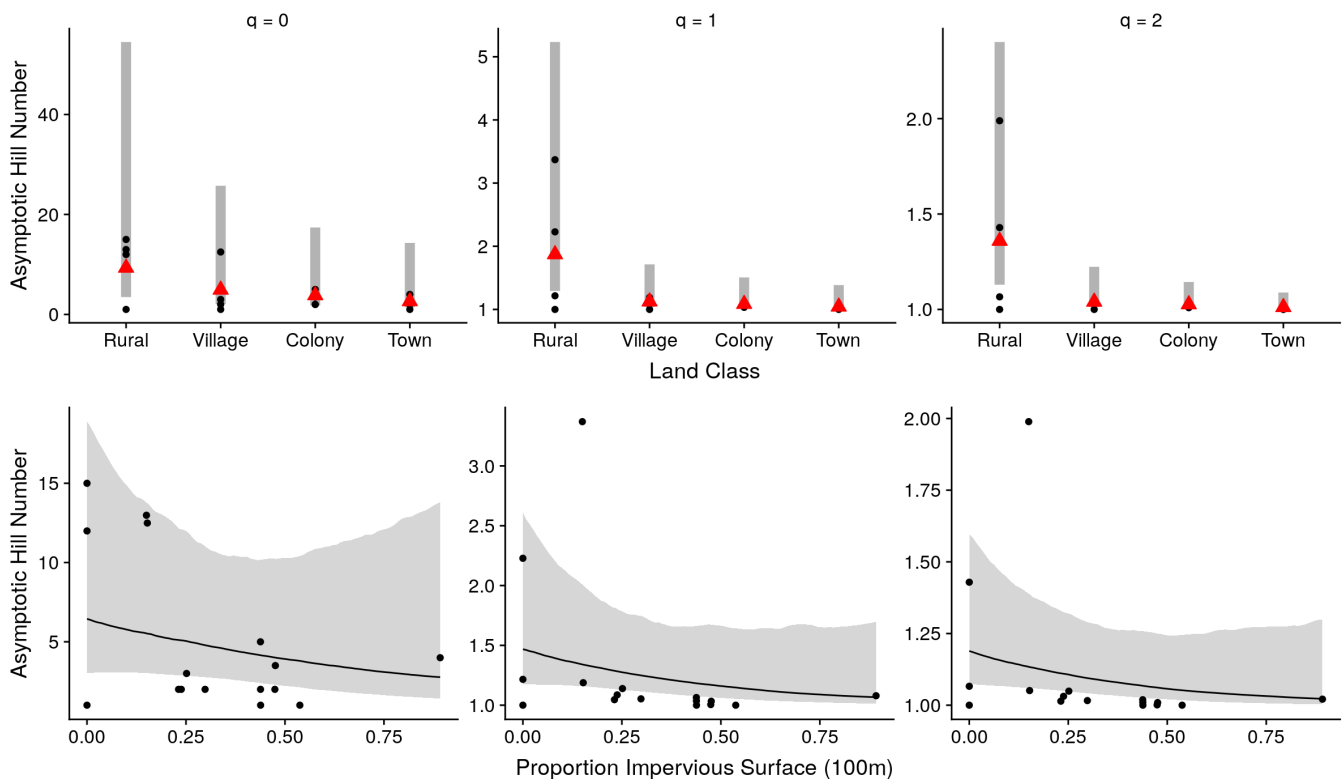 q = 0
q = 1
q = 2
Asymptotic Hill Number
40
20
0
5
4
3
2
1
2.0
1.5
1.0
Rural Village Colony Town
Rural Village Colony Town
Rural Village Colony Town
Land Class
Asymptotic Hill Number
15
10
5
3.0
2.5
2.0
1.5
1.0
2.00
1.75
1.50
1.25
1.00
0.00 0.25 0.50 0.75
0.00 0.25 0.50 0.75
0.00 0.25 0.50 0.75
Proportion Impervious Surface (100m)